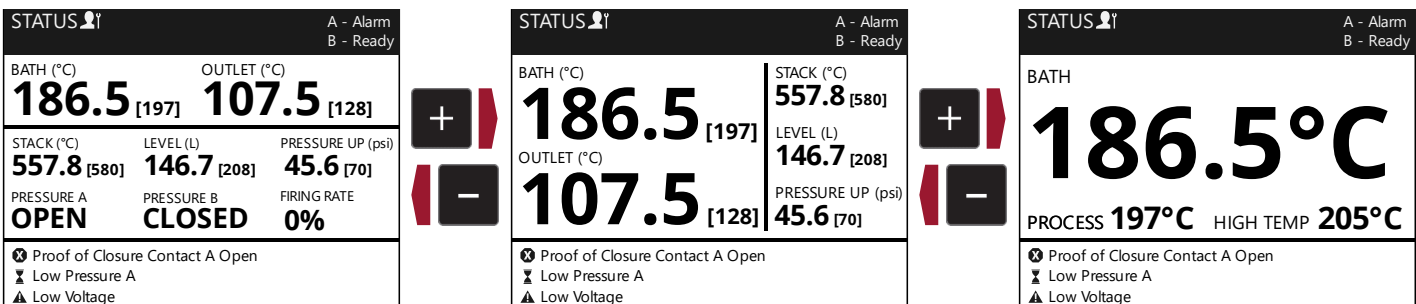 STATUS
A - Alarm
B - Ready
BATH (°C) OUTLET (°C)
186.5 [197] 107.5 [128]
STACK (°C) LEVEL (L) PRESSURE UP (psi)
557.8 [580] 146.7 [208] 45.6 [70]
PRESSURE A PRESSURE B FIRING RATE
OPEN CLOSED 0%
Proof of Closure Contact A Open
Low Pressure A
Low Voltage
+
-
STATUS
A - Alarm
B - Ready
BATH (°C)
186.5 [197]
OUTLET (°C)
107.5 [128]
STACK (°C)
557.8 [580]
LEVEL (L)
146.7 [208]
PRESSURE UP (psi)
45.6 [70]
Proof of Closure Contact A Open
Low Pressure A
Low Voltage
+
-
STATUS
A - Alarm
B - Ready
BATH
186.5°C
PROCESS 197°C HIGH TEMP 205°C
Proof of Closure Contact A Open
Low Pressure A
Low Voltage